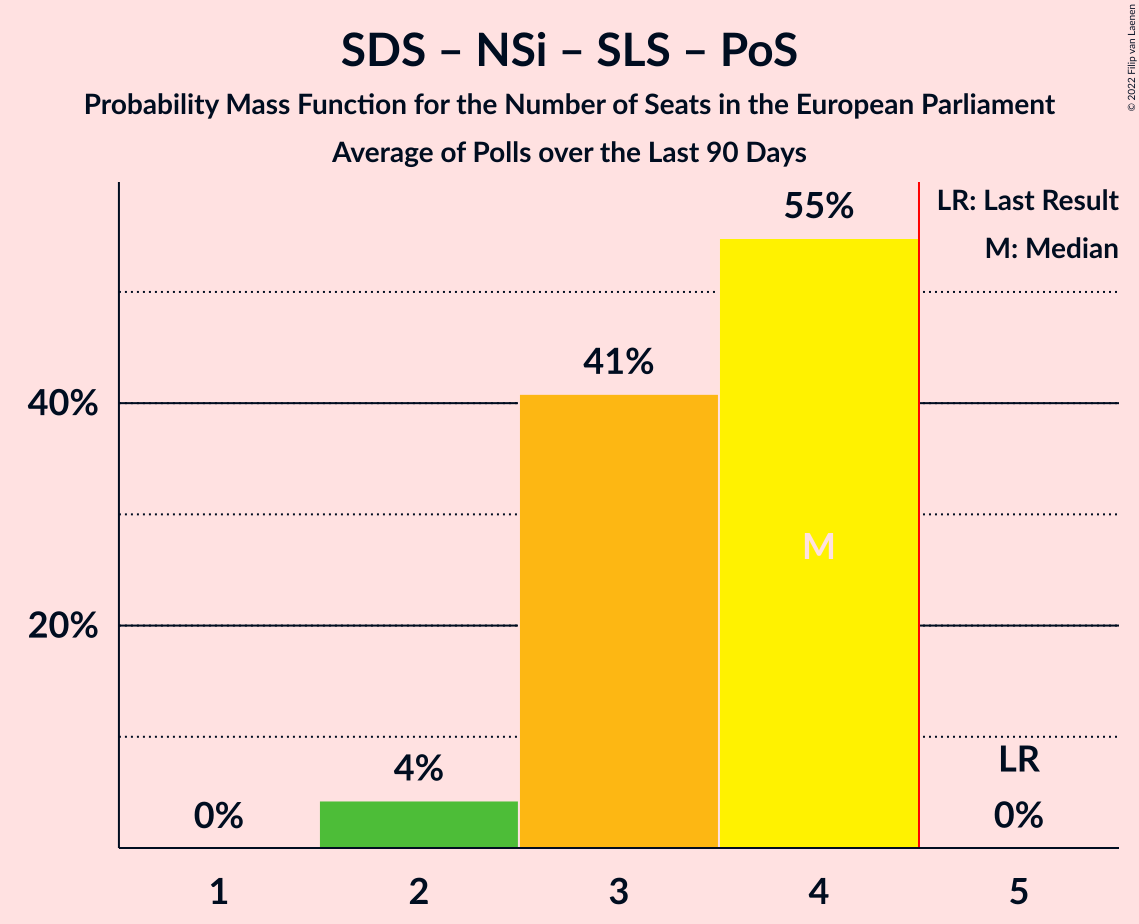 SDS – NSi – SLS – PoS
Probability Mass Function for the Number of Seats in the European Parliament
Average of Polls over the Last 90 Days
© 2022 Filip van Laenen
LR: Last Result
M: Median
55%
41%
40%
M
20%
4%
LR
0%
0%
1
2
3
4
5